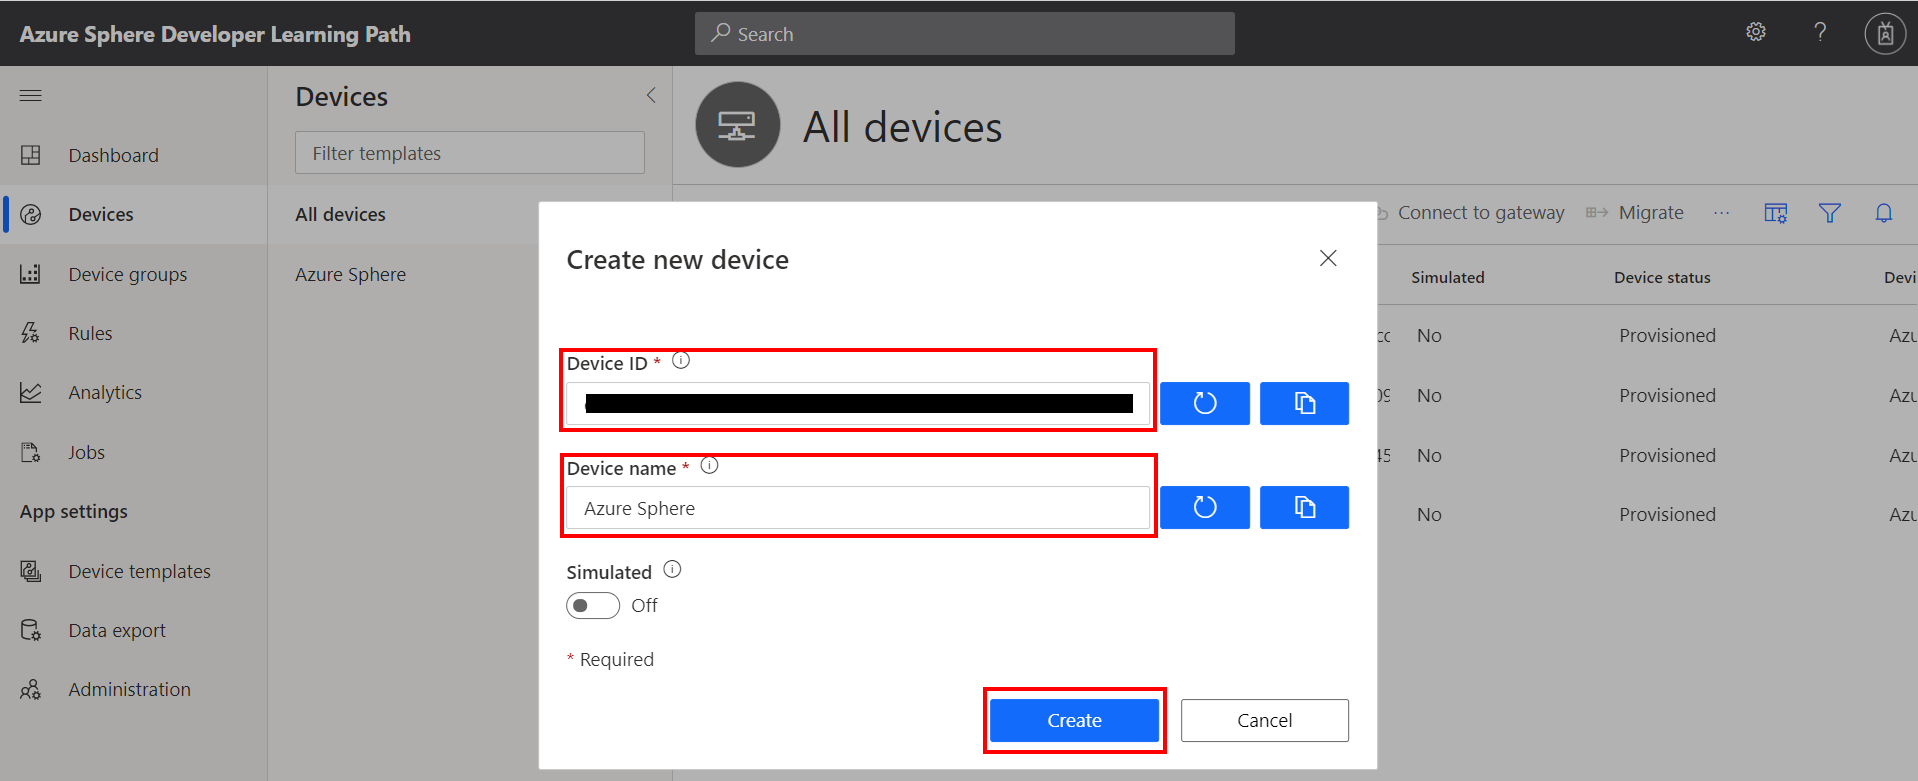 Azure Sphere Developer Learning Path
Search
Devices
Filter templates
All devices
Azure Sphere
Dashboard
Devices
Device groups
Rules
Analytics
Jobs
App settings
Device templates
Data export
Administration
All devices
Connect to gateway
Migrate
Simulated
Device status
Devi
No
Provisioned
Azu
09
No
Provisioned
Azu
45
No
Provisioned
Azu
No
Provisioned
Azu
Create new device
Device ID *
Device name *
Azure Sphere
Simulated
Off
* Required
Create
Cancel